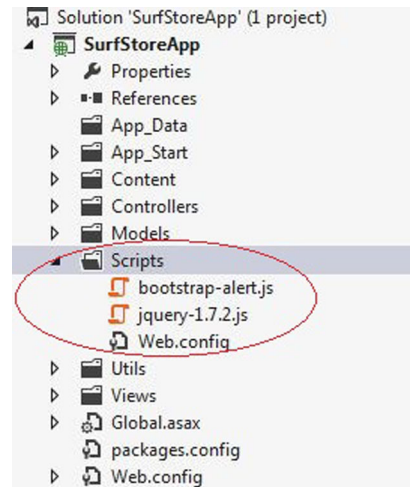 Solution 'SurfStoreApp' (1 project)
SurfStoreApp
Properties
References
App_Data
App_Start
Content
Controllers
Models
Scripts
bootstrap-alert.js
jquery-1.7.2.js
Web.config
Utils
Views
Global.asax
packages.config
Web.config